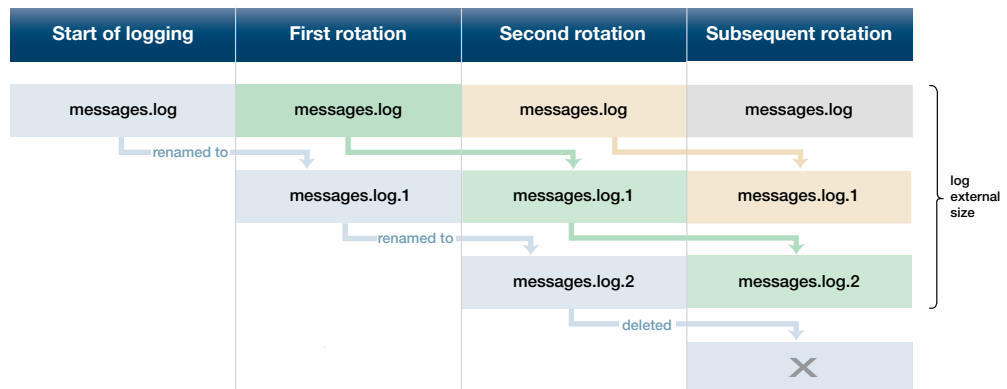 Start of logging
First rotation
Second rotation
Subsequent rotation
messages.log
messages.log
messages.log
messages.log
renamed to
messages.log.1
messages.log.1
messages.log.1
log
external
size
renamed to
messages.log.2
messages.log.2
deleted
X